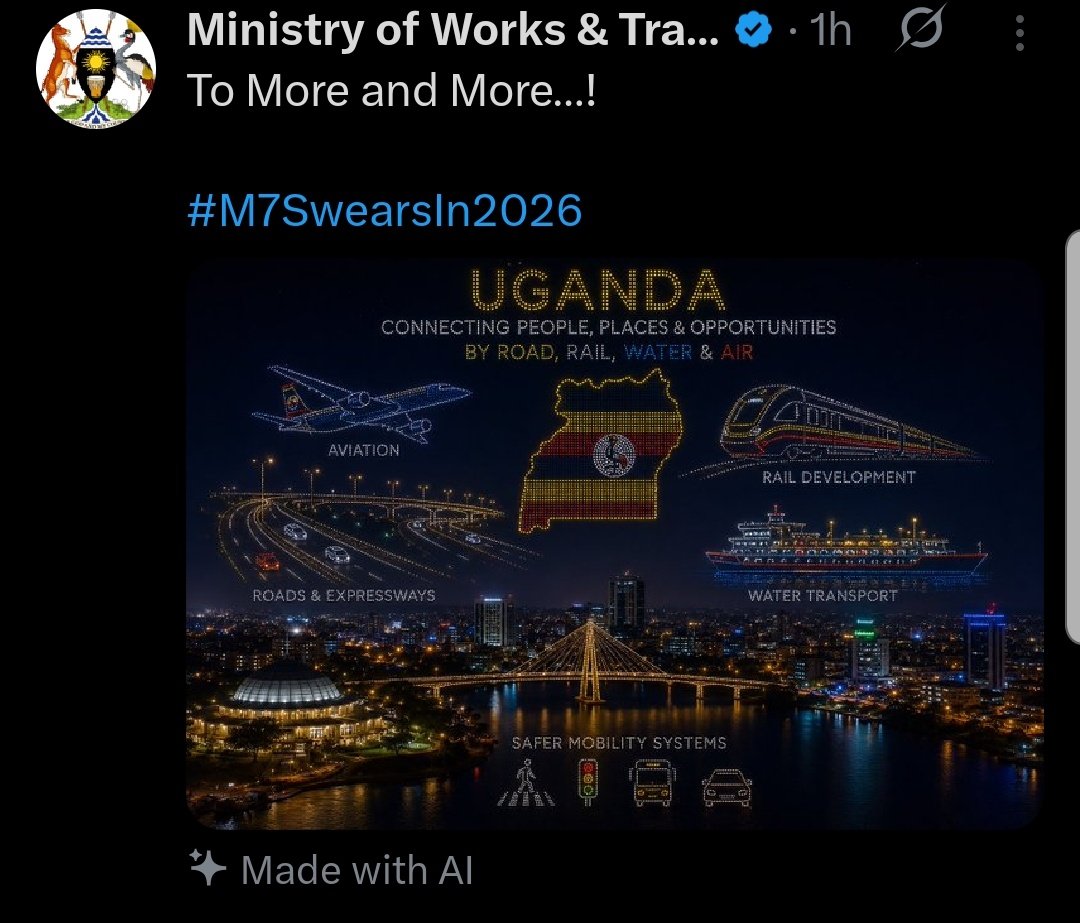 Ministry of Works & Tra... · 1h
To More and More...!
#M7SwearsIn2026
UGANDA
CONNECTING PEOPLE, PLACES & OPPORTUNITIES
BY ROAD, RAIL, WATER & AIR
AVIATION
RAIL DEVELOPMENT
ROADS & EXPRESSWAYS
WATER TRANSPORT
SAFER MOBILITY SYSTEMS
Made with AI